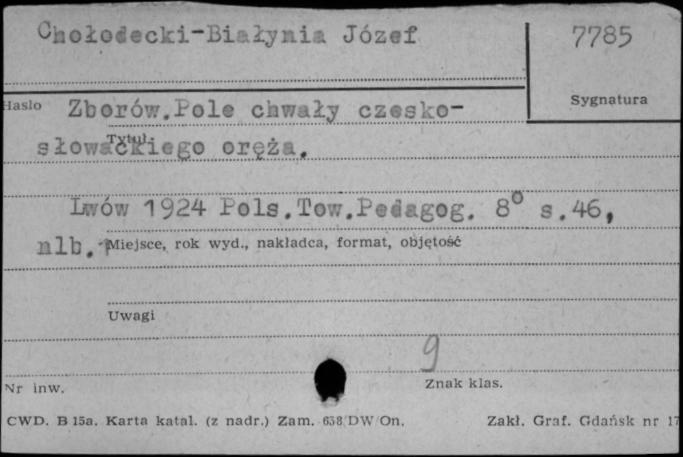 Chołodecki-Białynia Józef
7785
Sygnatura
Hasło
Zborów.Pole chwały czesko-
Tytuł
słowackiego oręża.
Lwów 1924 Pols.Tow.Pedagog. 8° s.46,
nlb.
Miejsce, rok wyd., nakładca, format, objętość
Uwagi
9
Nr inw.
Znak klas.
CWD. B 15a. Karta katal. (z nadr.) Zam. 658/DW/On.
Zakł. Graf. Gdańsk nr 17